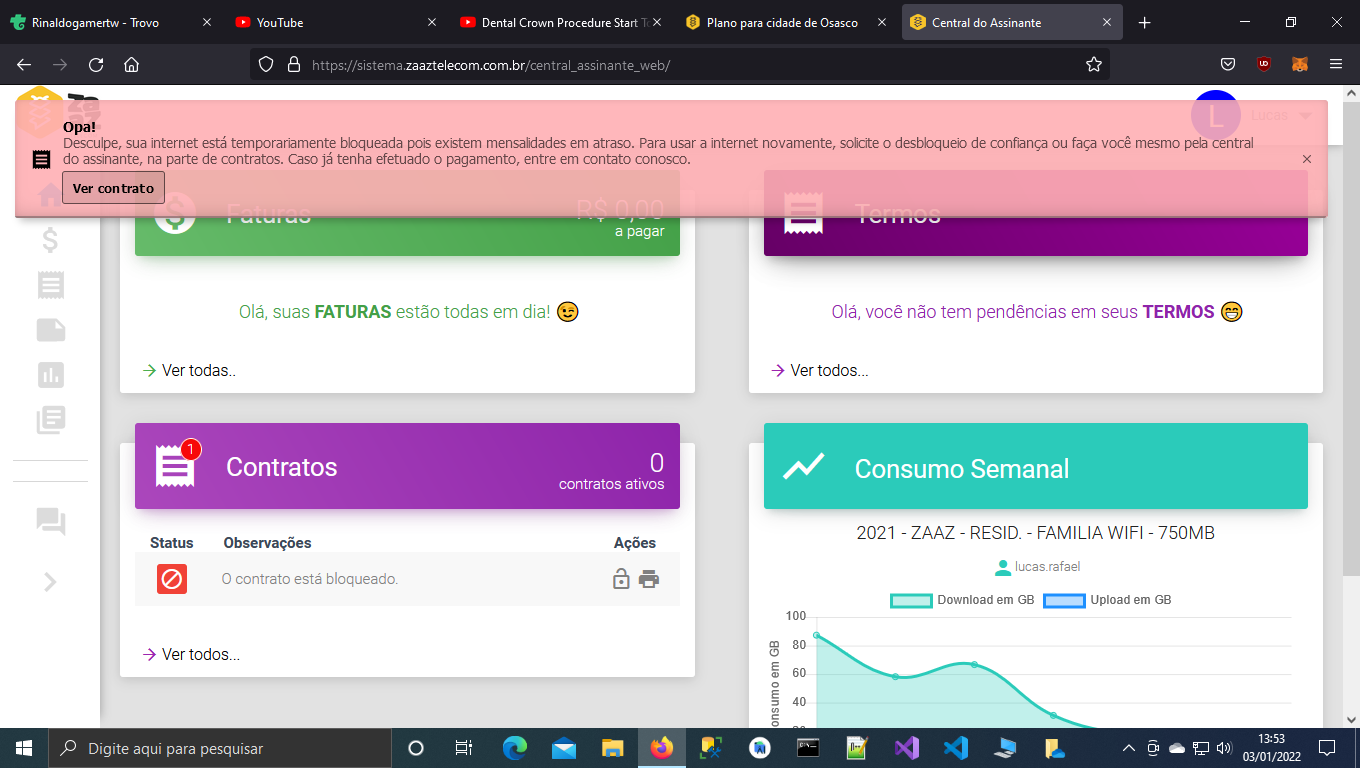 Rinaldogamertw - Trovo
YouTube
Dental Crown Procedure Start To
Plano para cidade de Osasco
Central do Assinante
https://sistema.zaaztelecom.com.br/central_assinante_web/
L
Lucas
Opa!
Desculpe, sua internet está temporariamente bloqueada pois existem mensalidades em atraso. Para usar a internet novamente, solicite o desbloqueio de confiança ou faça você mesmo pela central
do assinante, na parte de contratos. Caso já tenha efetuado o pagamento, entre em contato conosco.
Ver contrato
Faturas
R$ 0,00
a pagar
Termos
Olá, suas FATURAS estão todas em dia!
Olá, você não tem pendências em seus TERMOS
Ver todas..
Ver todos...
1
Contratos
0
contratos ativos
Consumo Semanal
Status Observações Ações
O contrato está bloqueado.
Ver todos...
2021 - ZAAZ - RESID. - FAMILIA WIFI - 750MB
lucas.rafael
Download em GB Upload em GB
100
80
60
40
onsumo em GB
Digite aqui para pesquisar
13:53
03/01/2022